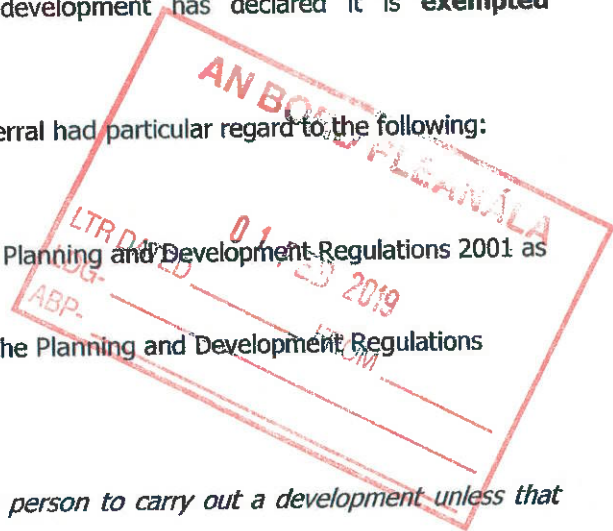 development has declared it is exempted
AN BORD PLEANÁLA
erral had particular regard to the following:
LTR DATED 01 FEB 2019
Planning and Development Regulations 2001 as
LDG-
FROM
ABP-
he Planning and Development Regulations
person to carry out a development unless that